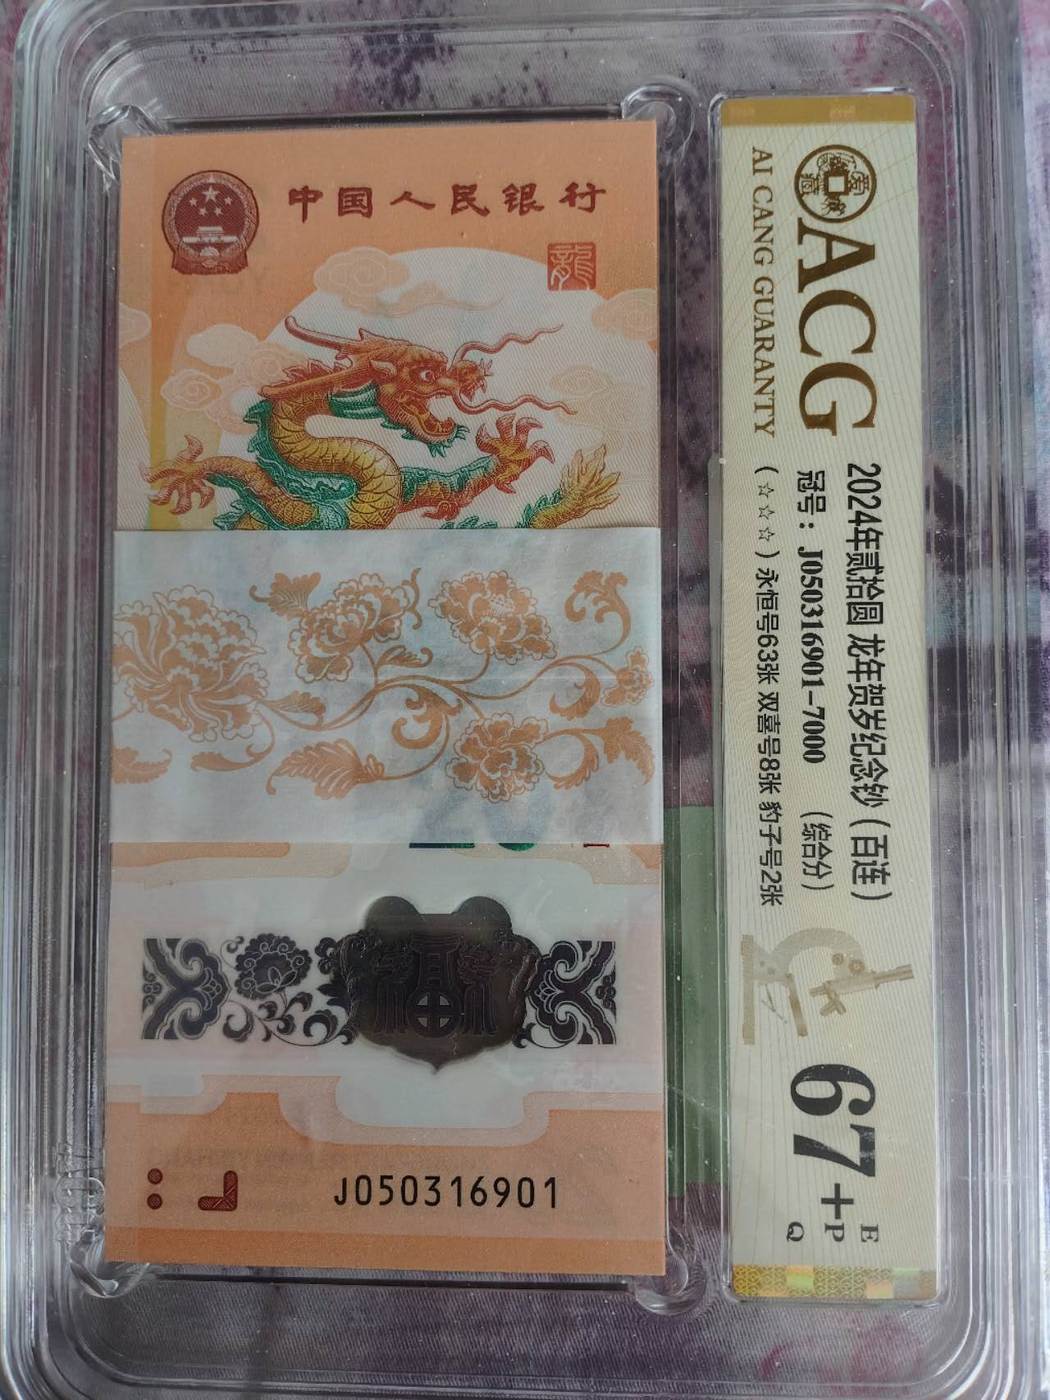 中国人民银行
龍
J050316901
ACG
AI CANG GUARANTY
2024年贰拾圆 龙年贺岁纪念钞（百连）
冠号：J050316901-7000 （综合分）
（☆☆☆）永恒号63张 双喜号8张 豹子号2张
67+
E
P
Q